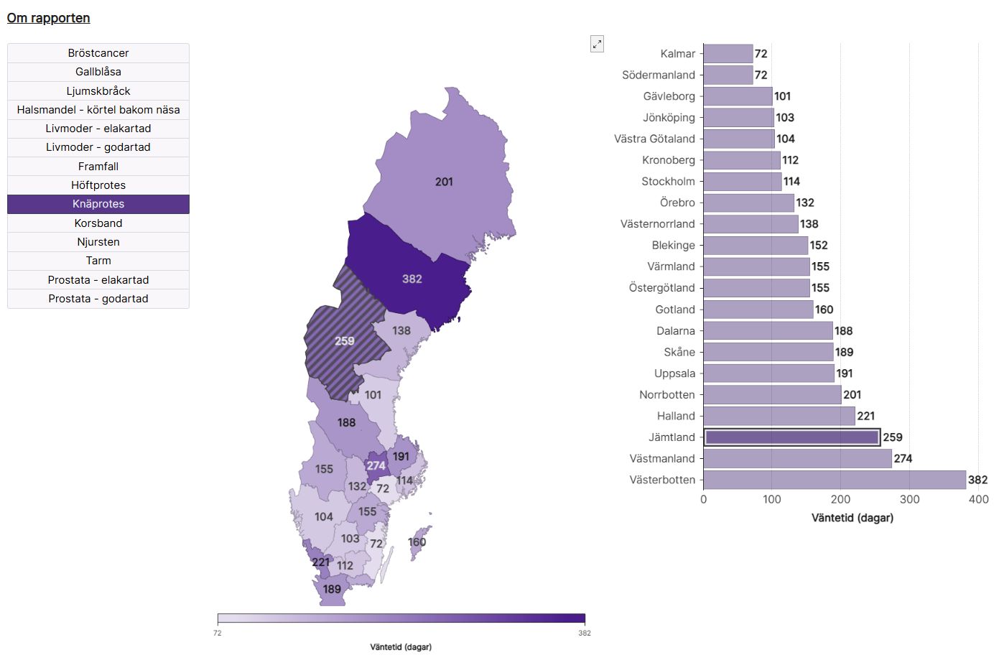 Om rapporten
Bröstcancer
Gallblåsa
Ljumskbråck
Halsmandel - körtel bakom näsa
Livmoder - elakartad
Livmoder - godartad
Framfall
Höftprotes
Knäprotes
Korsband
Njursten
Tarm
Prostata - elakartad
Prostata - godartad
201
382
138
259
101
188
191
274
155
114
132
72
155
104
103
72
160
221
112
189
72
382
Väntetid (dagar)
Kalmar 72
Södermanland 72
Gävleborg 101
Jönköping 103
Västra Götaland 104
Kronoberg 112
Stockholm 114
Örebro 132
Västernorrland 138
Blekinge 152
Värmland 155
Östergötland 155
Gotland 160
Dalarna 188
Skåne 189
Uppsala 191
Norrbotten 201
Halland 221
Jämtland 259
Västmanland 274
Västerbotten 382
0 100 200 300 400
Väntetid (dagar)